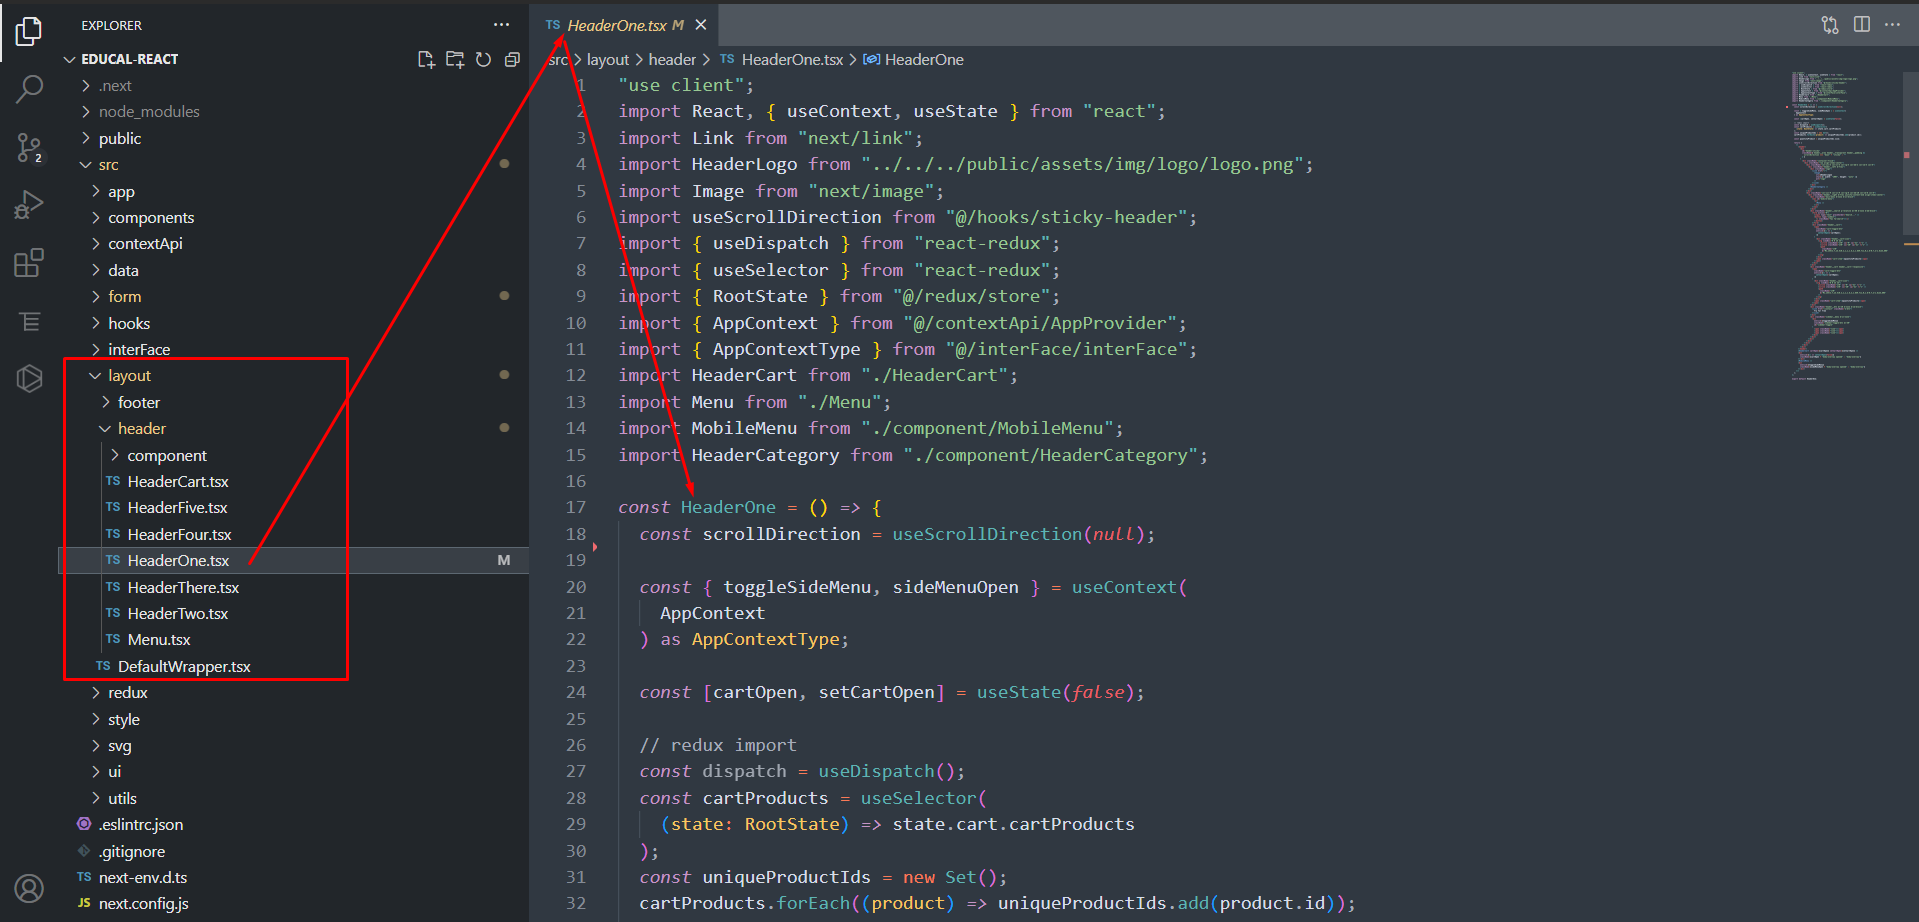 EXPLORER
EDUCAL-REACT
.next
node_modules
public
src
app
components
contextApi
data
form
hooks
interFace
layout
footer
header
component
TS HeaderCart.tsx
TS HeaderFive.tsx
TS HeaderFour.tsx
TS HeaderOne.tsx M
TS HeaderThere.tsx
TS HeaderTwo.tsx
TS Menu.tsx
TS DefaultWrapper.tsx
redux
style
svg
ui
utils
.eslintrc.json
.gitignore
TS next-env.d.ts
JS next.config.js
2
TS HeaderOne.tsx M
src > layout > header > TS HeaderOne.tsx > HeaderOne
1 "use client";
2 import React, { useContext, useState } from "react";
3 import Link from "next/link";
4 import HeaderLogo from "../../../public/assets/img/logo/logo.png";
5 import Image from "next/image";
6 import useScrollDirection from "@/hooks/sticky-header";
7 import { useDispatch } from "react-redux";
8 import { useSelector } from "react-redux";
9 import { RootState } from "@/redux/store";
10 import { AppContext } from "@/contextApi/AppProvider";
11 import { AppContextType } from "@/interFace/interFace";
12 import HeaderCart from "./HeaderCart";
13 import Menu from "./Menu";
14 import MobileMenu from "./component/MobileMenu";
15 import HeaderCategory from "./component/HeaderCategory";
16
17 const HeaderOne = () => {
18 const scrollDirection = useScrollDirection(null);
19
20 const { toggleSideMenu, sideMenuOpen } = useContext(
21 AppContext
22 ) as AppContextType;
23
24 const [cartOpen, setCartOpen] = useState(false);
25
26 // redux import
27 const dispatch = useDispatch();
28 const cartProducts = useSelector(
29 (state: RootState) => state.cart.cartProducts
30 );
31 const uniqueProductIds = new Set();
32 cartProducts.forEach((product) => uniqueProductIds.add(product.id));